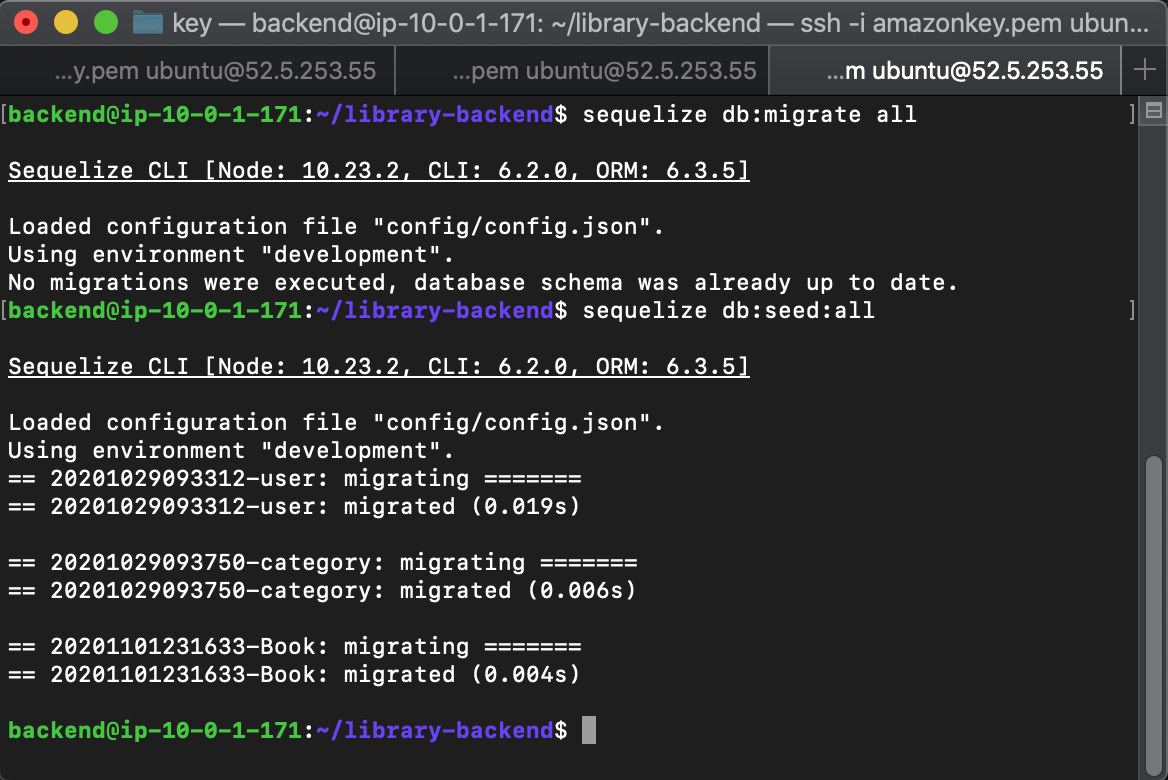 key — backend@ip-10-0-1-171: ~/library-backend — ssh -i amazonkey.pem ubun...
...y.pem ubuntu@52.5.253.55 ...pem ubuntu@52.5.253.55 ...m ubuntu@52.5.253.55 +
[backend@ip-10-0-1-171:~/library-backend$ sequelize db:migrate all ]
Sequelize CLI [Node: 10.23.2, CLI: 6.2.0, ORM: 6.3.5]
Loaded configuration file "config/config.json".
Using environment "development".
No migrations were executed, database schema was already up to date.
[backend@ip-10-0-1-171:~/library-backend$ sequelize db:seed:all ]
Sequelize CLI [Node: 10.23.2, CLI: 6.2.0, ORM: 6.3.5]
Loaded configuration file "config/config.json".
Using environment "development".
== 20201029093312-user: migrating =======
== 20201029093312-user: migrated (0.019s)
== 20201029093750-category: migrating =======
== 20201029093750-category: migrated (0.006s)
== 20201101231633-Book: migrating =======
== 20201101231633-Book: migrated (0.004s)
backend@ip-10-0-1-171:~/library-backend$